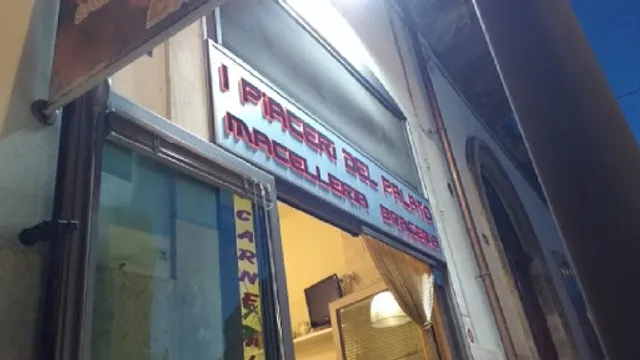 I PIACERI DEL PALATO
MACELLERIA BRACERIA
CARNE